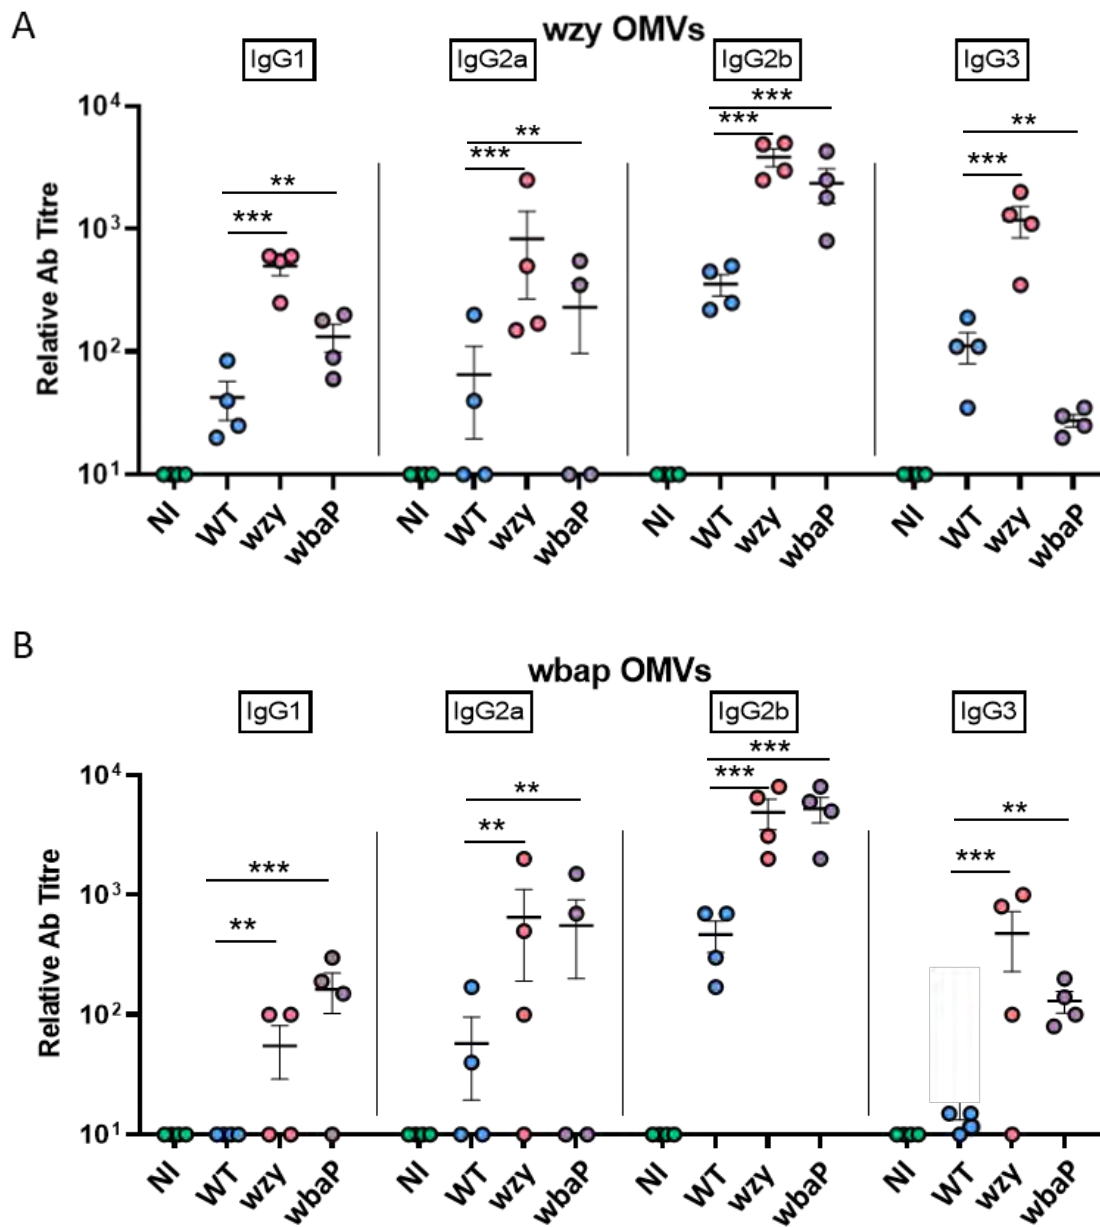 A
wzy OMVs
IgG1 IgG2a IgG2b IgG3
Relative Ab Titre
10⁴
10³
10²
10¹
** *** ** *** *** *** ** ***
NI WT wzy wbaP NI WT wzy wbaP NI WT wzy wbaP NI WT wzy wbaP
B
wbap OMVs
IgG1 IgG2a IgG2b IgG3
Relative Ab Titre
10⁴
10³
10²
10¹
*** ** ** ** *** *** ** ***
NI WT wzy wbaP NI WT wzy wbaP NI WT wzy wbaP NI WT wzy wbaP